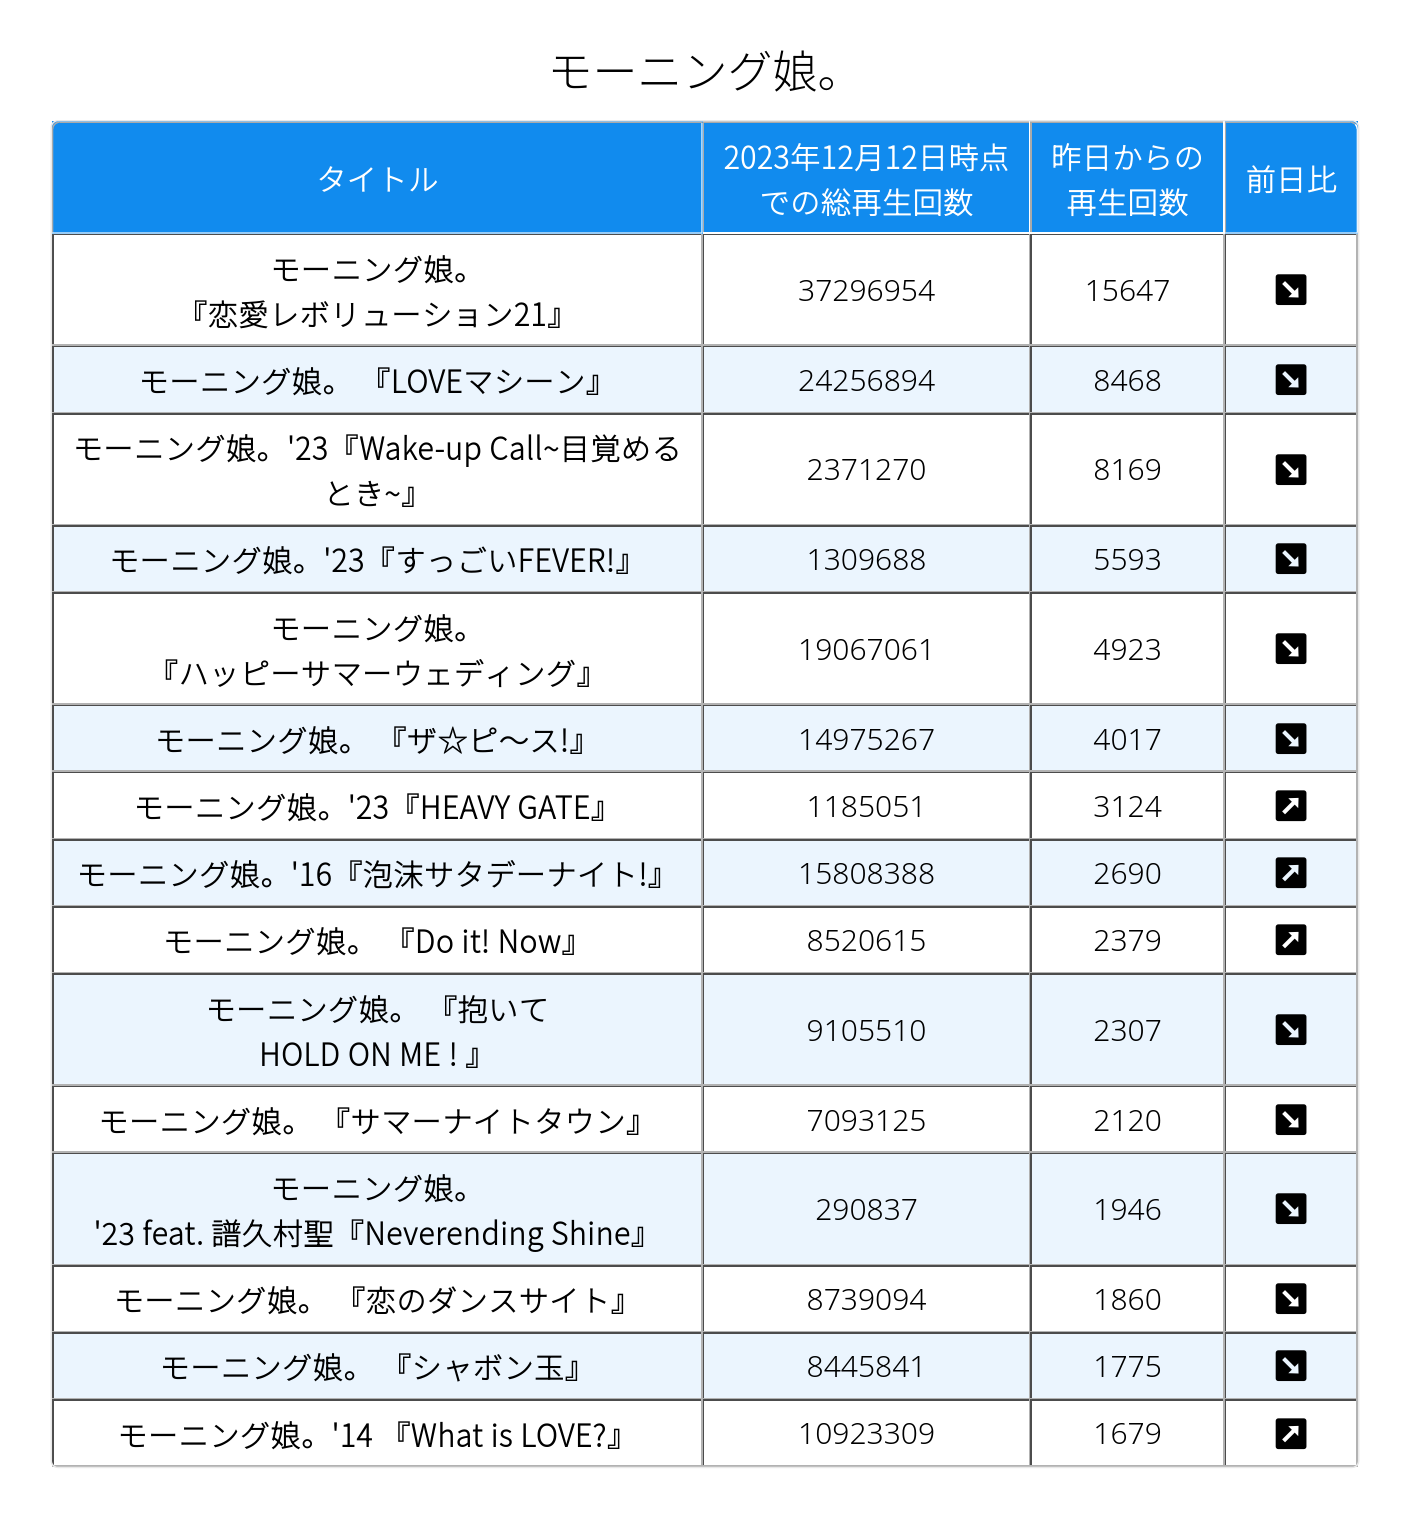 モーニング娘。
タイトル
2023年12月12日時点
での総再生回数
昨日からの
再生回数
前日比
モーニング娘。
『恋愛レボリューション21』
37296954
15647
モーニング娘。 『LOVEマシーン』
24256894
8468
モーニング娘。'23『Wake-up Call~目覚める
とき~』
2371270
8169
モーニング娘。'23『すっごいFEVER!』
1309688
5593
モーニング娘。
『ハッピーサマーウェディング』
19067061
4923
モーニング娘。 『ザ☆ピ〜ス!』
14975267
4017
モーニング娘。'23『HEAVY GATE』
1185051
3124
モーニング娘。'16『泡沫サタデーナイト!』
15808388
2690
モーニング娘。 『Do it! Now』
8520615
2379
モーニング娘。 『抱いて
HOLD ON ME ! 』
9105510
2307
モーニング娘。 『サマーナイトタウン』
7093125
2120
モーニング娘。
'23 feat. 譜久村聖『Neverending Shine』
290837
1946
モーニング娘。 『恋のダンスサイト』
8739094
1860
モーニング娘。 『シャボン玉』
8445841
1775
モーニング娘。'14 『What is LOVE?』
10923309
1679